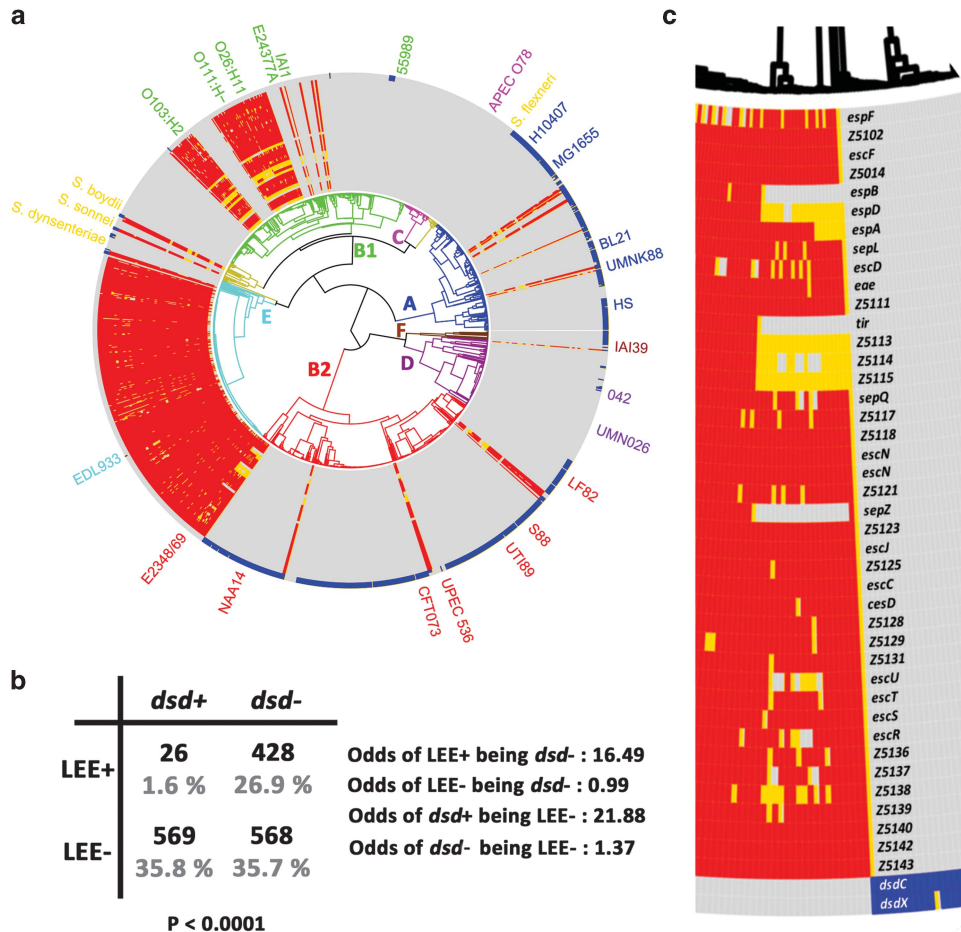 a
O103:H2
O111:H–
O26:H11
E24377A
IAI1
55989
APEC O78
S. flexneri
H10407
MG1655
BL21
UMNK88
HS
IAI39
042
UMN026
LF82
S88
UTI89
UPEC 536
CFT073
NAA14
E2348/69
EDL933
S. dynsenteriae
S. sonnei
S. boydii
B1
C
A
F
D
B2
E
b
dsd+ dsd-
LEE+ 26 428
1.6 % 26.9 %
LEE- 569 568
35.8 % 35.7 %
P < 0.0001
Odds of LEE+ being dsd- : 16.49
Odds of LEE- being dsd- : 0.99
Odds of dsd+ being LEE- : 21.88
Odds of dsd- being LEE- : 1.37
c
espF
Z5102
escF
Z5014
espB
espD
espA
sepL
escD
eae
Z5111
tir
Z5113
Z5114
Z5115
sepQ
Z5117
Z5118
escN
escN
Z5121
sepZ
Z5123
escJ
Z5125
escC
cesD
Z5128
Z5129
Z5131
escU
escT
escS
escR
Z5136
Z5137
Z5138
Z5139
Z5140
Z5142
Z5143
dsdC
dsdX